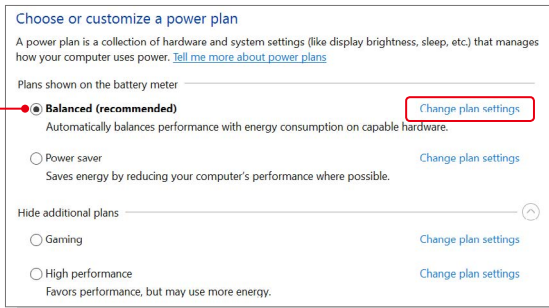 Choose or customize a power plan
A power plan is a collection of hardware and system settings (like display brightness, sleep, etc.) that manages
how your computer uses power. Tell me more about power plans
Plans shown on the battery meter
Balanced (recommended) Change plan settings
Automatically balances performance with energy consumption on capable hardware.
Power saver Change plan settings
Saves energy by reducing your computer's performance where possible.
Hide additional plans
Gaming Change plan settings
High performance Change plan settings
Favors performance, but may use more energy.